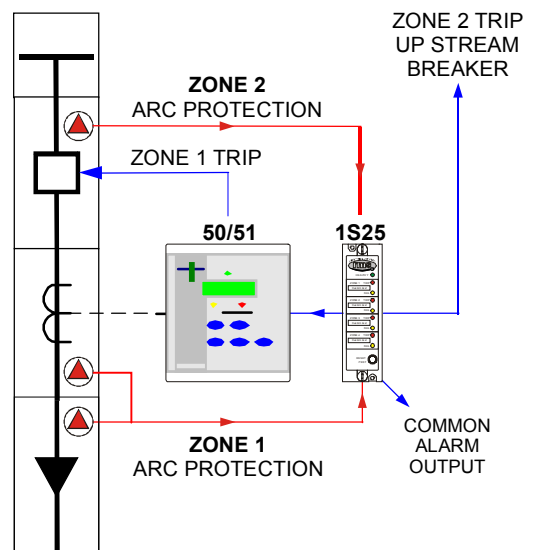 ZONE 2 TRIP
UP STREAM
BREAKER
ZONE 2
ARC PROTECTION
ZONE 1 TRIP
50/51
1S25
ZONE 1
ARC PROTECTION
COMMON
ALARM
OUTPUT